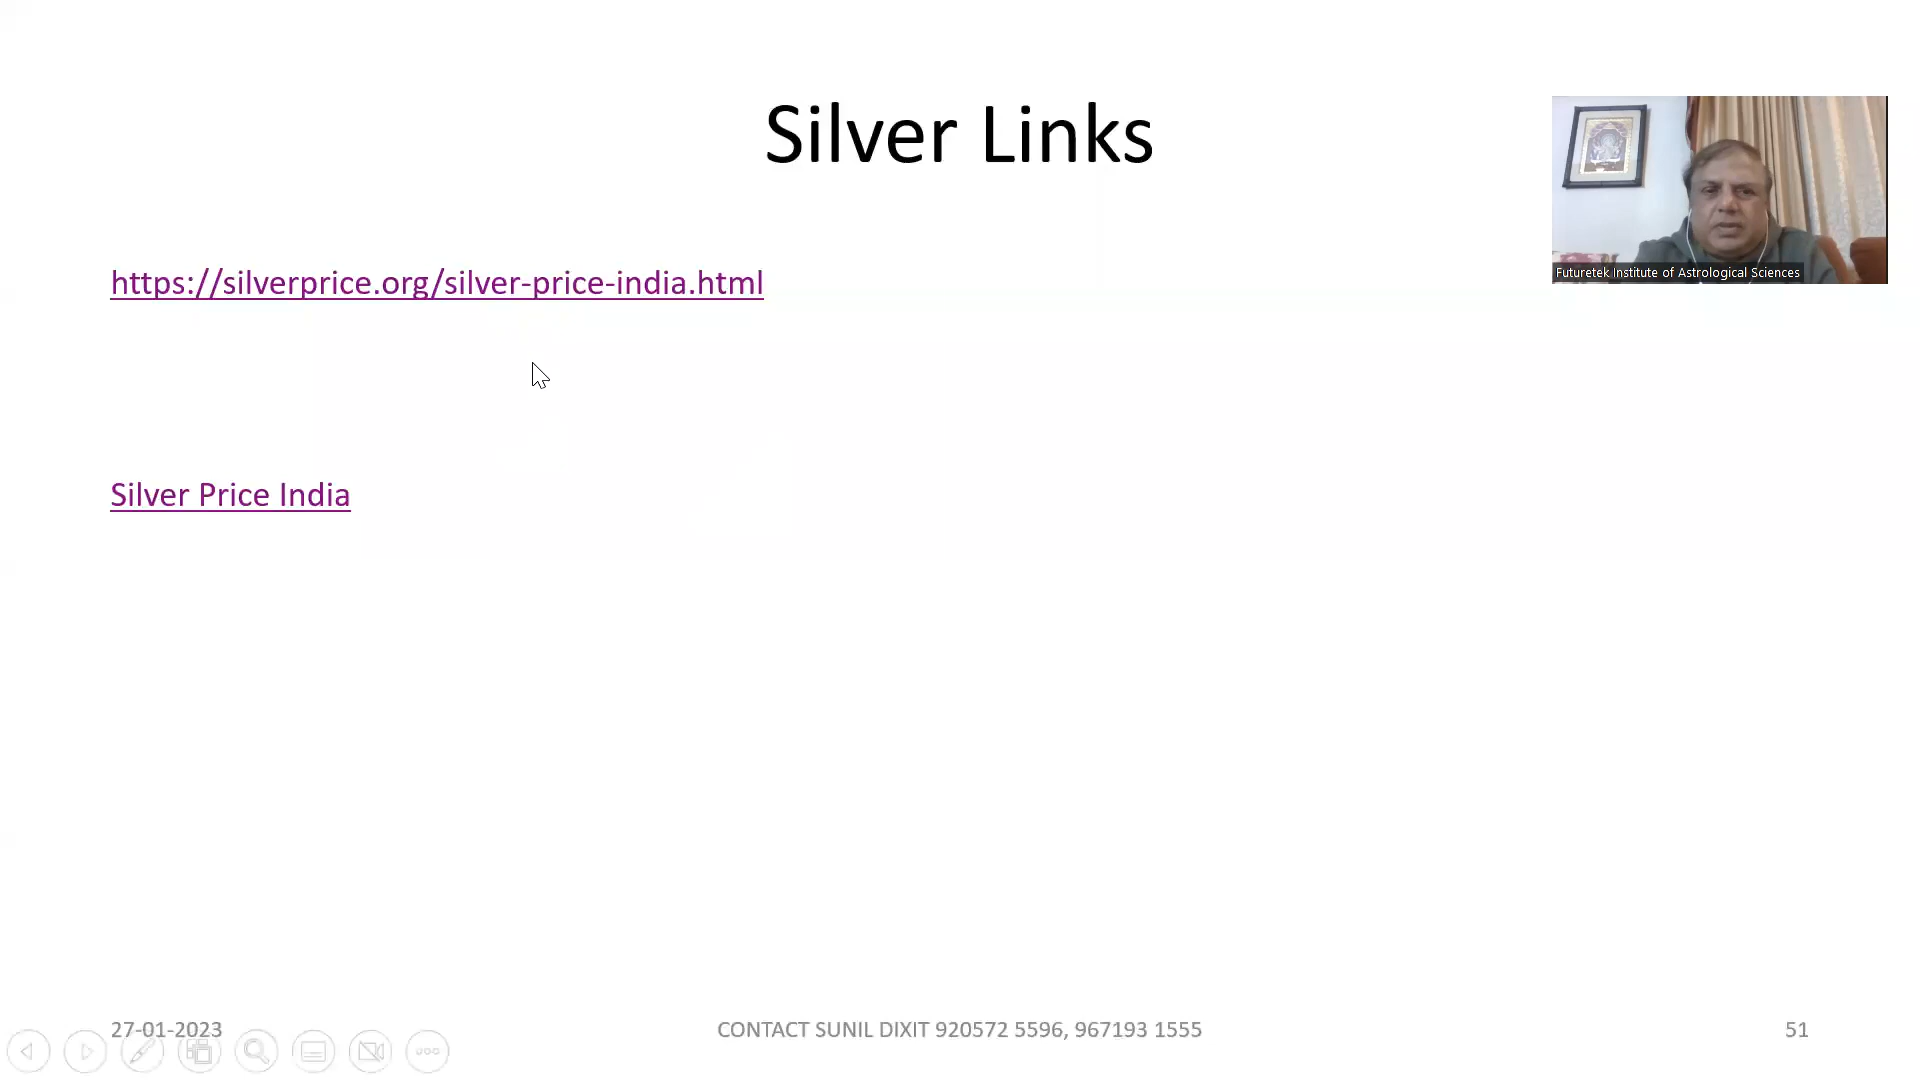 Silver Links
https://silverprice.org/silver-price-india.html
Futuretek Institute of Astrological Sciences
Silver Price India
27-01-2023
CONTACT SUNIL DIXIT 920572 5596, 967193 1555
51